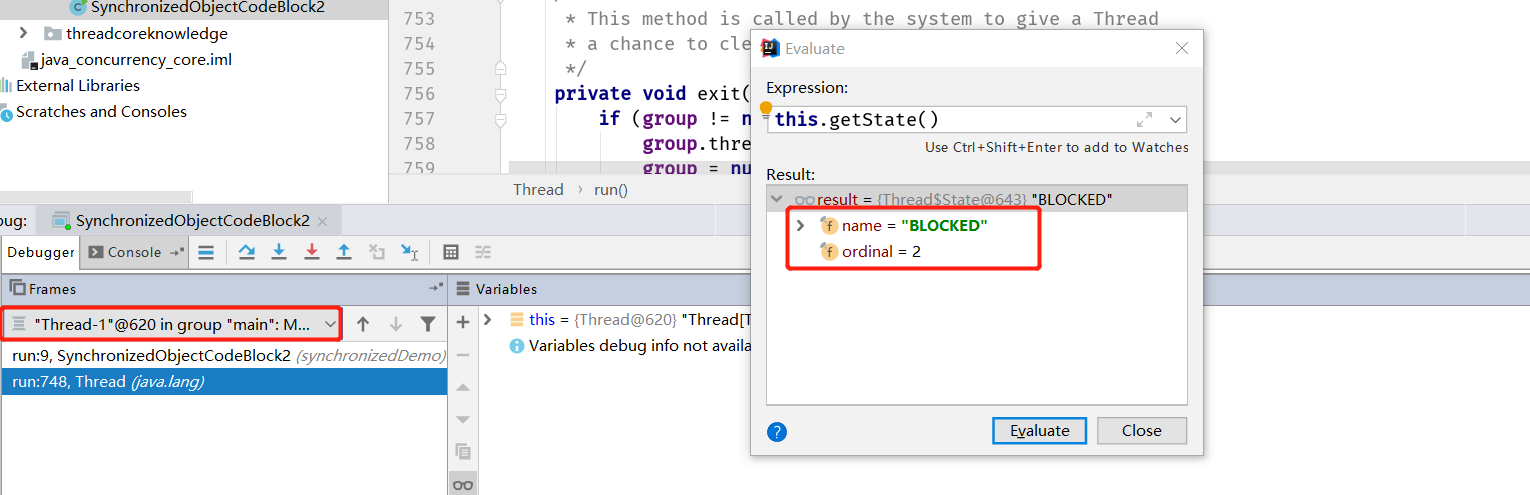 SynchronizedObjectCodeBlock2
threadcoreknowledge
java_concurrency_core.iml
External Libraries
Scratches and Consoles
753 * This method is called by the system to give a Thread
754 * a chance to cle
755 */
756 private void exit(
757 if (group != n
758 group.thre
759 group = nu
Thread › run()
Evaluate
Expression:
this.getState()
Use Ctrl+Shift+Enter to add to Watches
Result:
result = {Thread$State@643} "BLOCKED"
name = "BLOCKED"
ordinal = 2
Evaluate
Close
ug: SynchronizedObjectCodeBlock2
Debugger Console
Frames
Variables
"Thread-1"@620 in group "main": M...
run:9, SynchronizedObjectCodeBlock2 (synchronizedDemo)
run:748, Thread (java.lang)
this = {Thread@620} "Thread[T
Variables debug info not availa